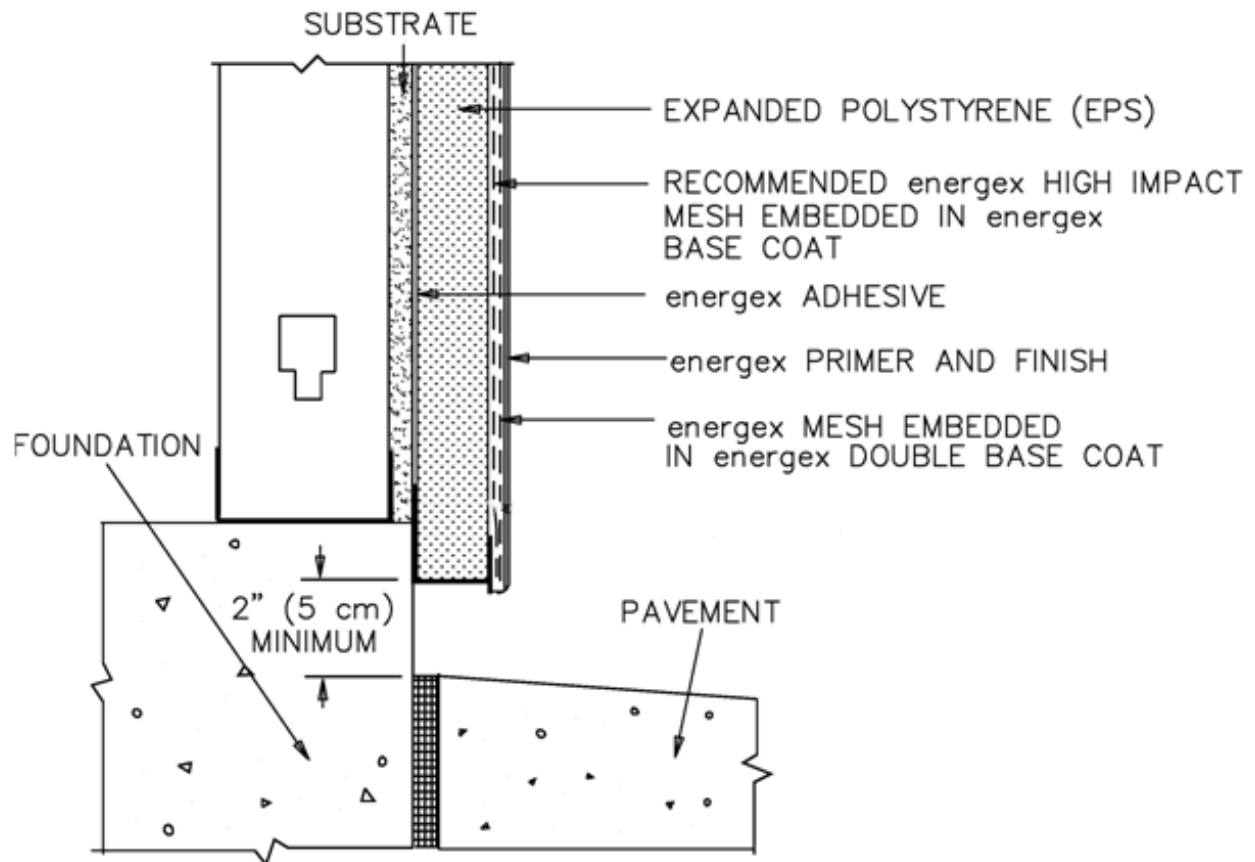 SUBSTRATE
EXPANDED POLYSTYRENE (EPS)
RECOMMENDED energex HIGH IMPACT
MESH EMBEDDED IN energex
BASE COAT
energex ADHESIVE
energex PRIMER AND FINISH
energex MESH EMBEDDED
IN energex DOUBLE BASE COAT
FOUNDATION
2" (5 cm)
MINIMUM
PAVEMENT